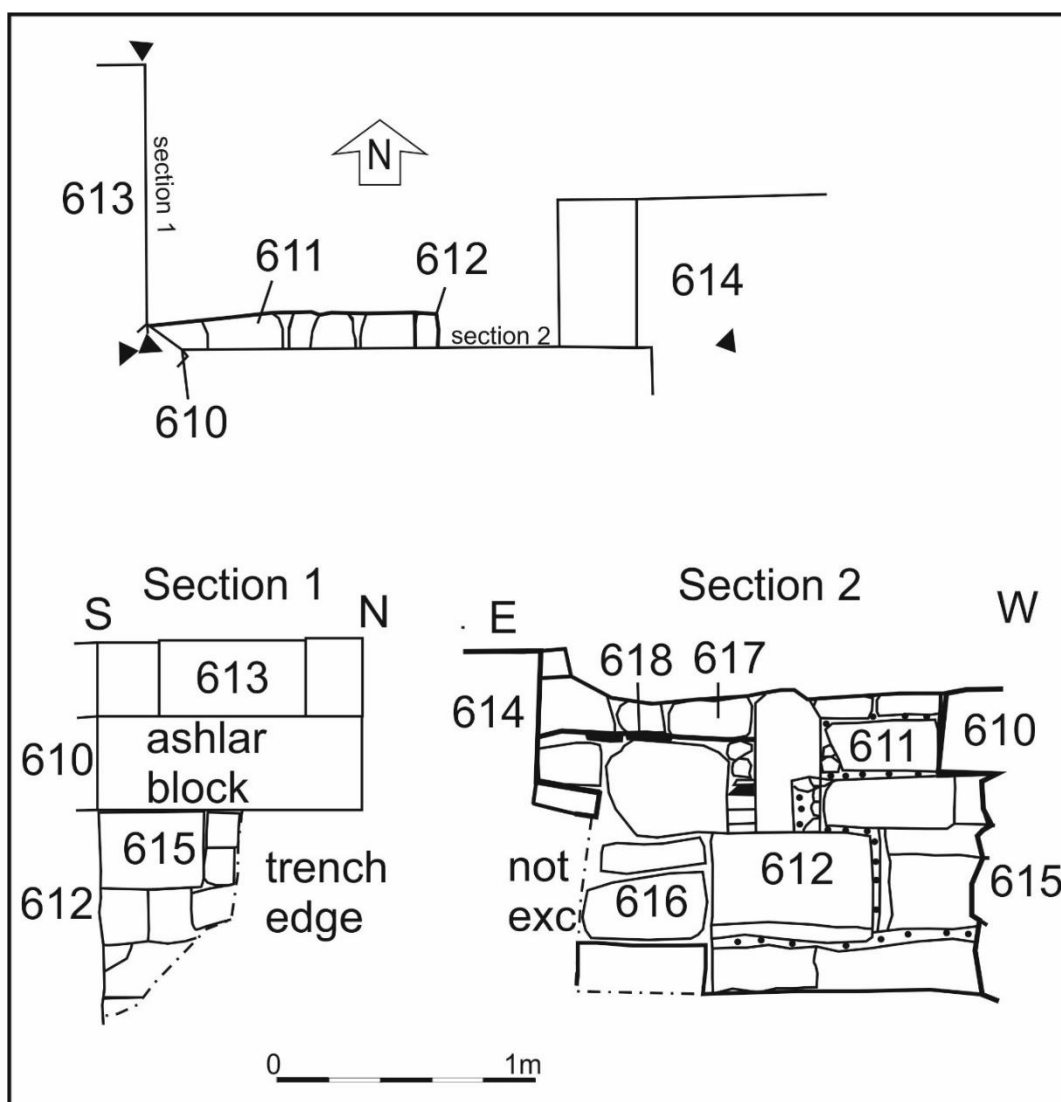 section 1
N
613
611
612
section 2
614
610
Section 1
S
N
613
610
ashlar
block
615
612
trench
edge
Section 2
E
W
618
617
614
611
610
not
exc
612
616
615
0
1m